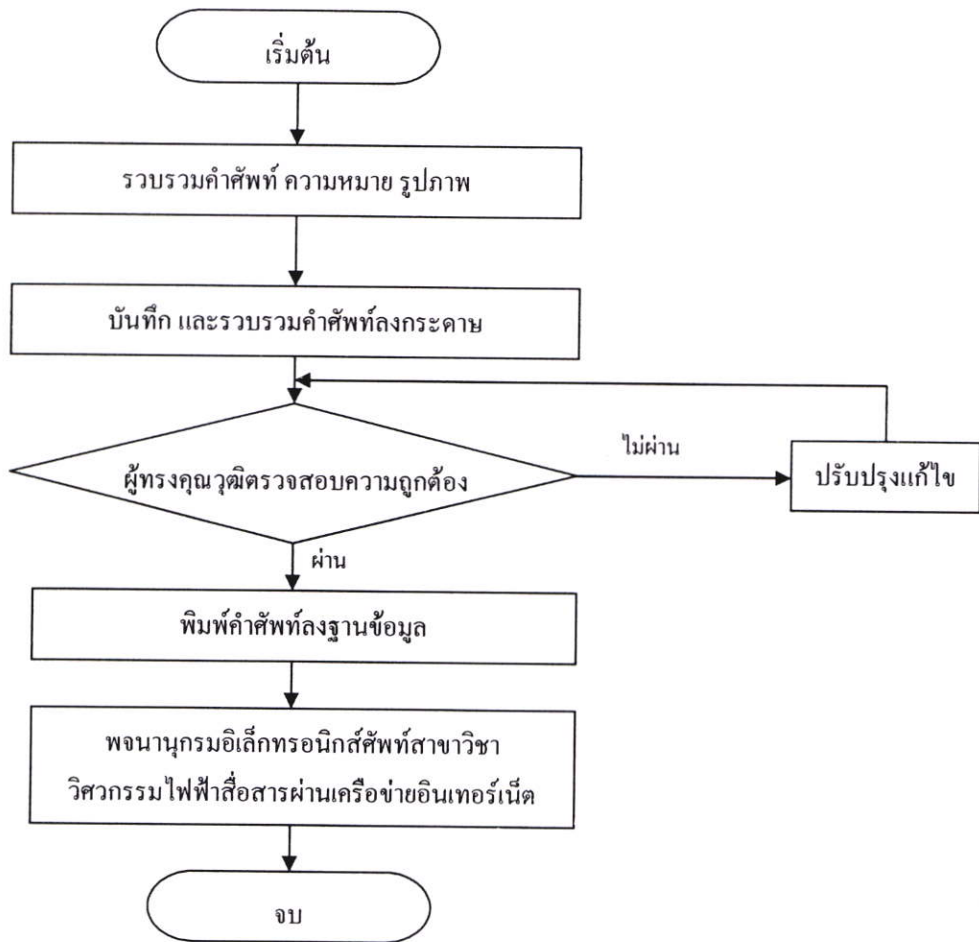 เริ่มต้น
รวบรวมคำศัพท์ ความหมาย รูปภาพ
บันทึก และรวบรวมคำศัพท์ลงกระดาษ
ผู้ทรงคุณวุฒิตรวจสอบความถูกต้อง
ไม่ผ่าน
ปรับปรุงแก้ไข
ผ่าน
พิมพ์คำศัพท์ลงฐานข้อมูล
พจนานุกรมอิเล็กทรอนิกส์ศัพท์สาขาวิชา
วิศวกรรมไฟฟ้าสื่อสารผ่านเครือข่ายอินเทอร์เน็ต
จบ